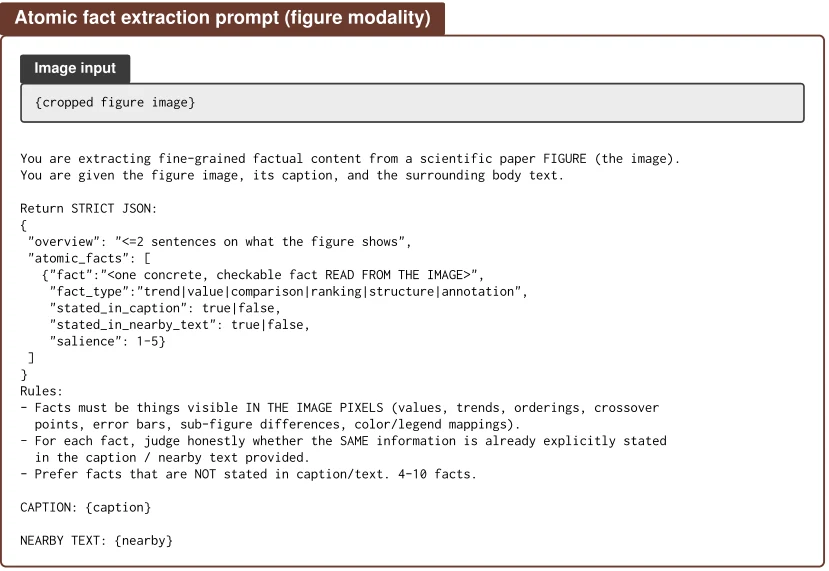 Atomic fact extraction prompt (figure modality)
Image input
{cropped figure image}
You are extracting fine-grained factual content from a scientific paper FIGURE (the image).
You are given the figure image, its caption, and the surrounding body text.
Return STRICT JSON:
{
"overview": "<=2 sentences on what the figure shows",
"atomic_facts": [
{"fact":"<one concrete, checkable fact READ FROM THE IMAGE>",
"fact_type":"trend|value|comparison|ranking|structure|annotation",
"stated_in_caption": true|false,
"stated_in_nearby_text": true|false,
"salience": 1-5}
]
}
Rules:
- Facts must be things visible IN THE IMAGE PIXELS (values, trends, orderings, crossover
points, error bars, sub-figure differences, color/legend mappings).
- For each fact, judge honestly whether the SAME information is already explicitly stated
in the caption / nearby text provided.
- Prefer facts that are NOT stated in caption/text. 4-10 facts.
CAPTION: {caption}
NEARBY TEXT: {nearby}